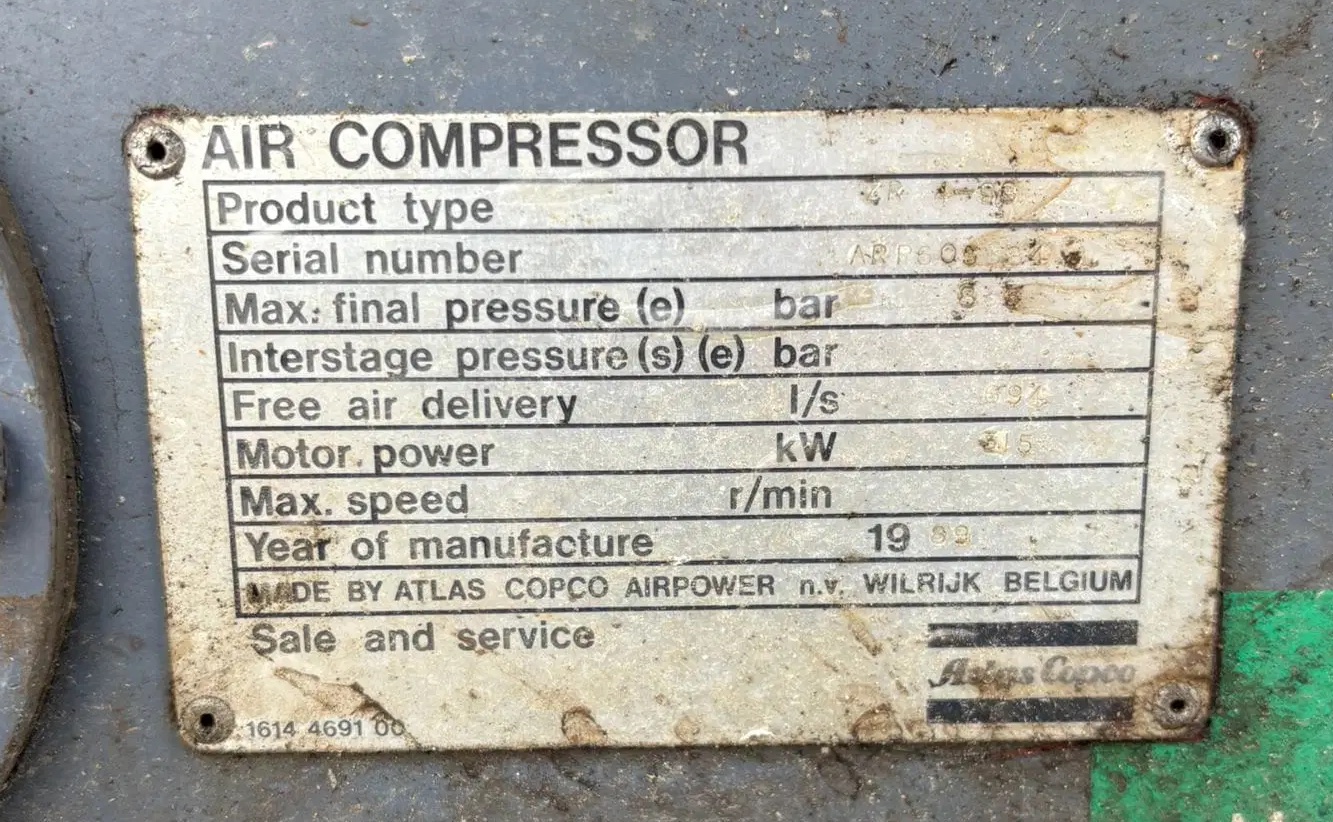 AIR COMPRESSOR
Product type
Serial number
Max. final pressure (e) bar
Interstage pressure (s) (e) bar
Free air delivery l/s
Motor power kW
Max. speed r/min
Year of manufacture 19
MADE BY ATLAS COPCO AIRPOWER n.v. WILRIJK BELGIUM
Sale and service
Atlas Copco
1614 4691 00